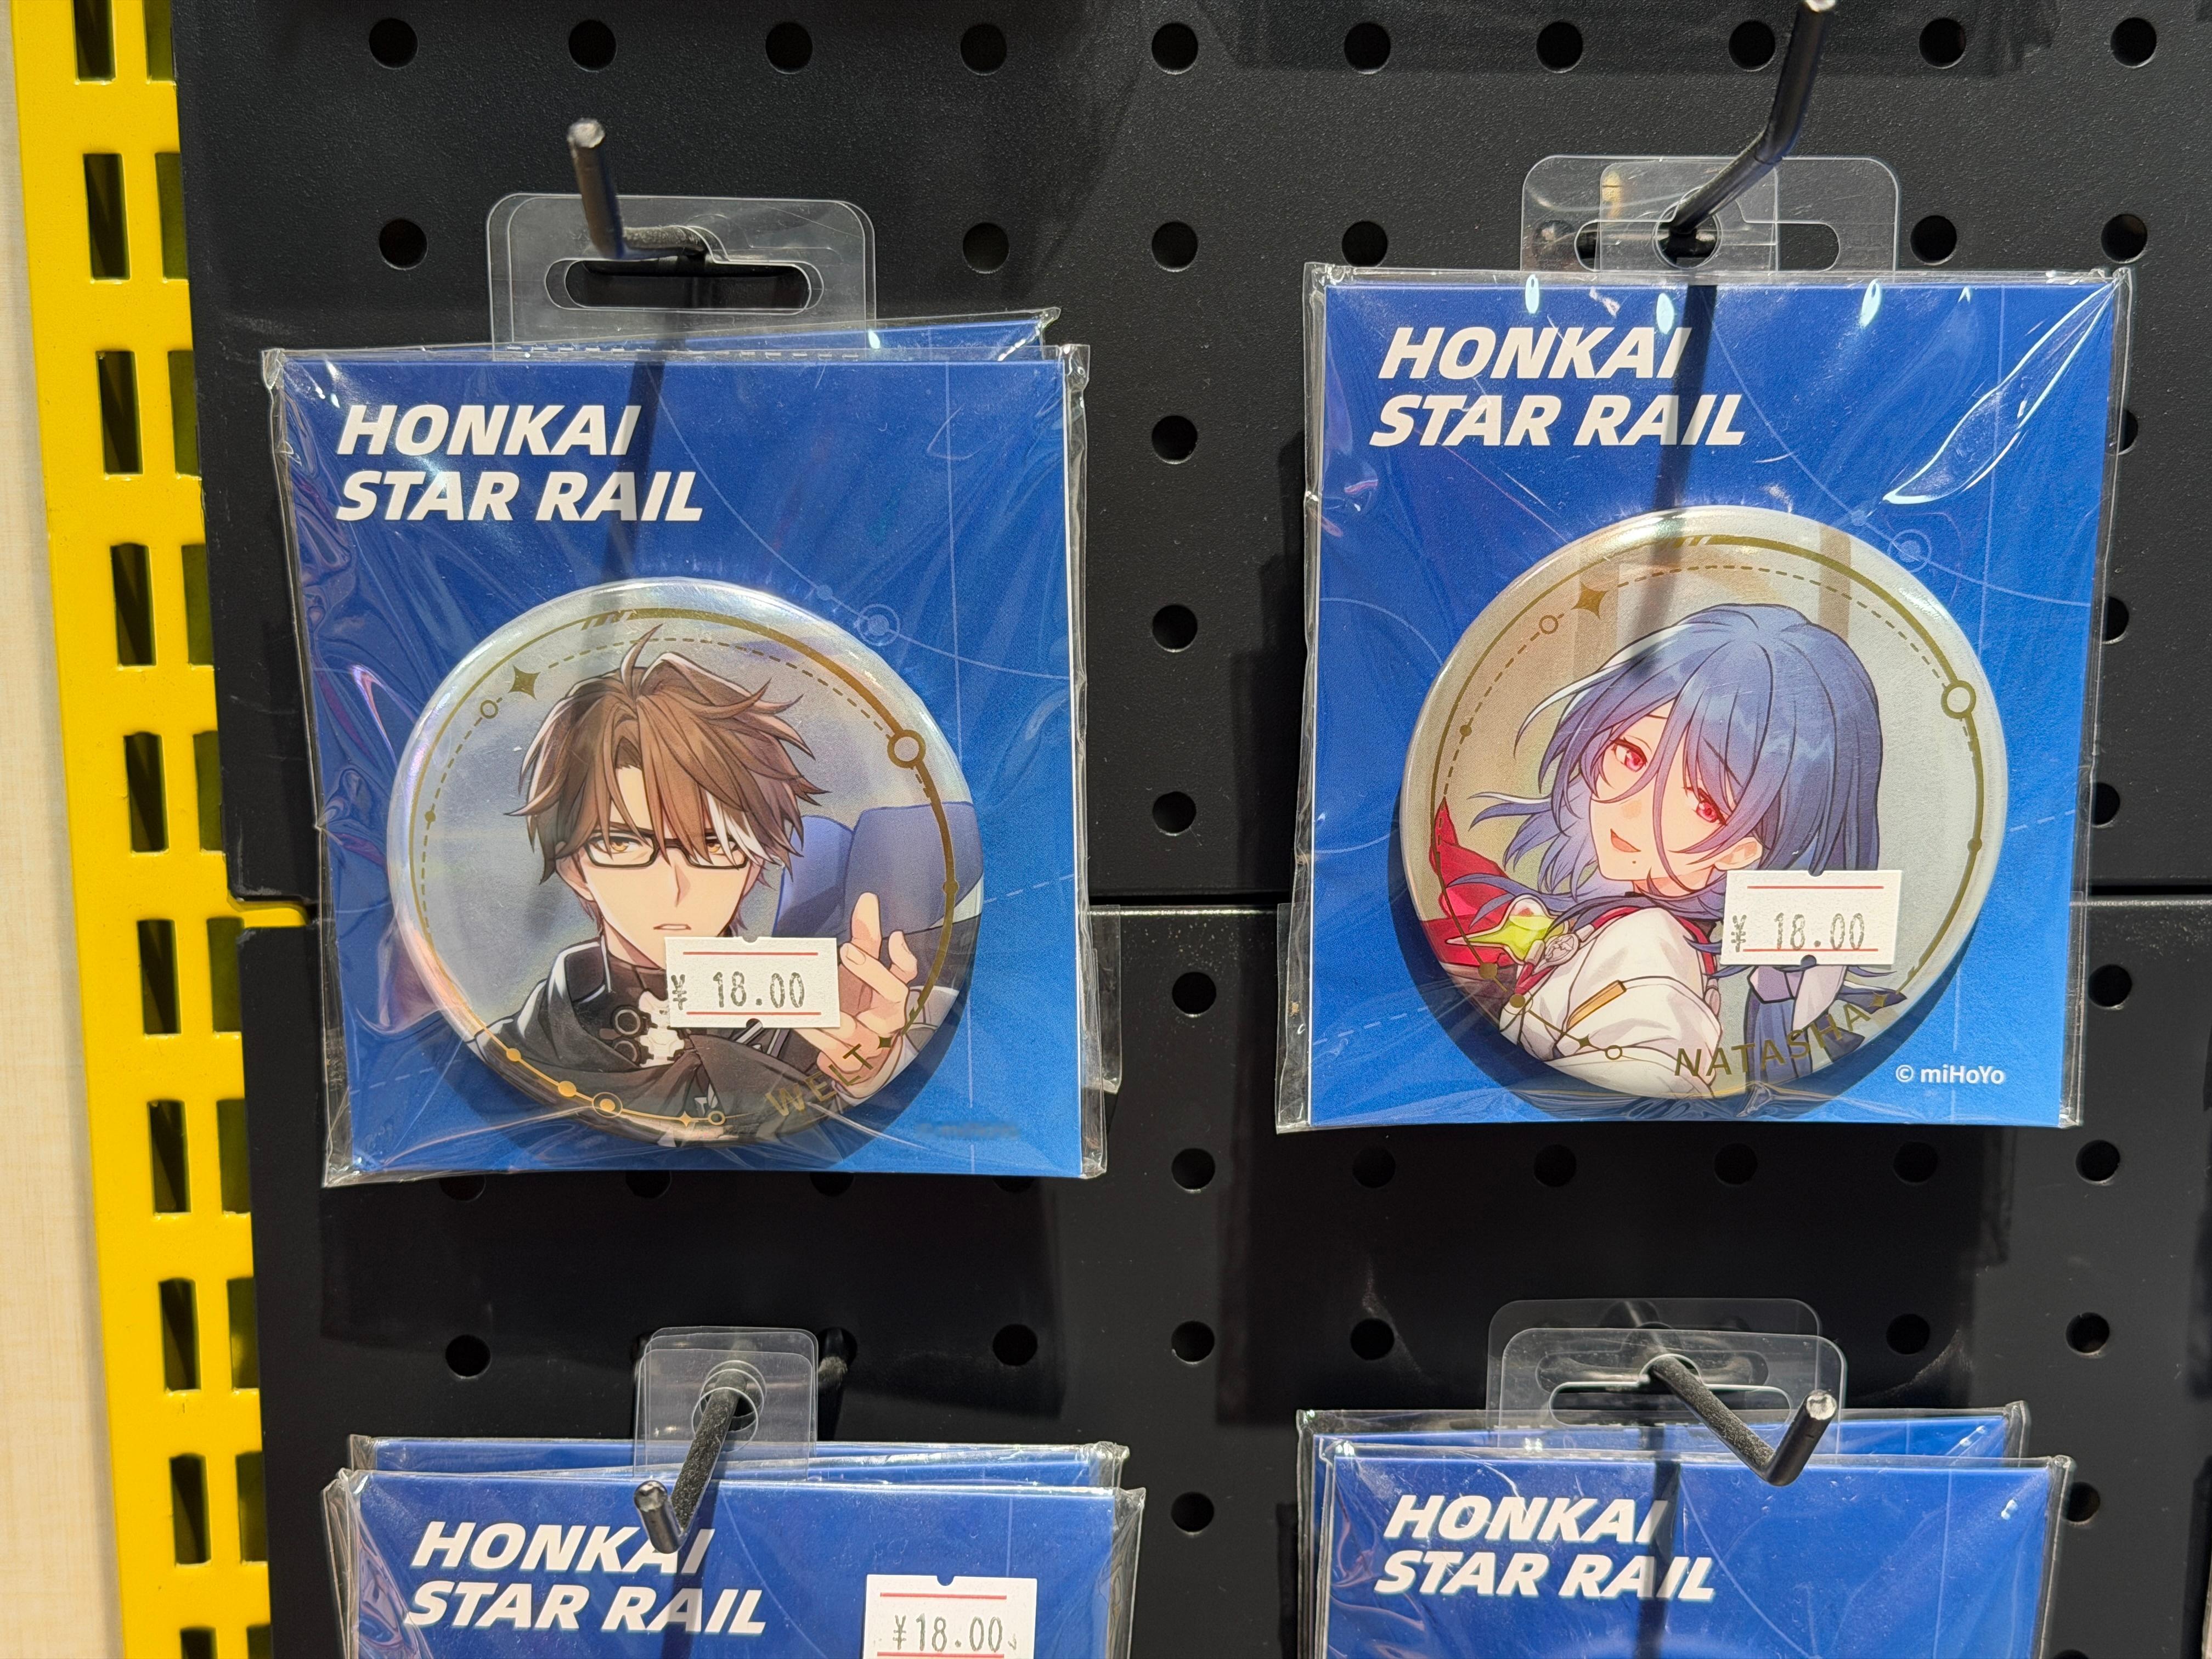 HONKAI
STAR RAIL
¥ 18.00
WELT
HONKAI
STAR RAIL
¥ 18.00
NATASHA
© miHoYo
HONKAI
STAR RAIL
¥18.00
HONKAI
STAR RAIL